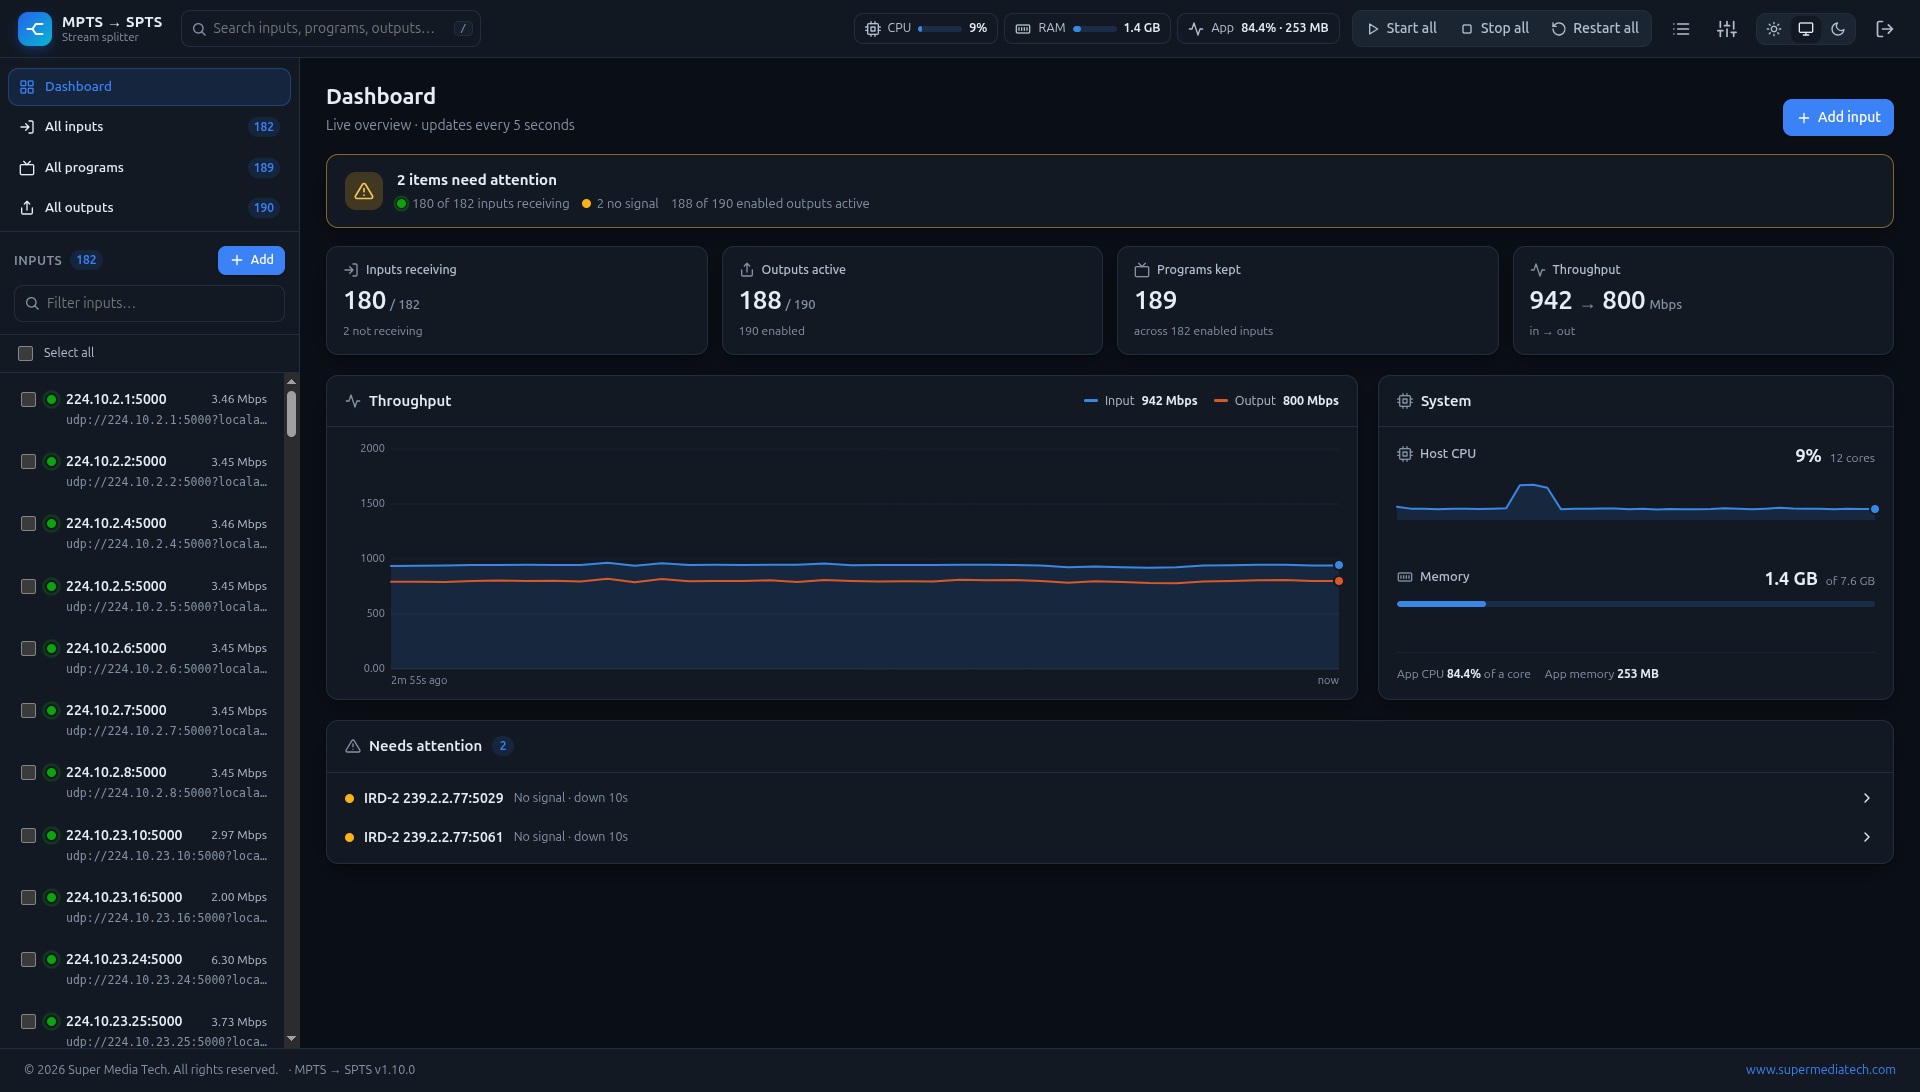 MPTS → SPTS
Stream splitter
Search inputs, programs, outputs… /
CPU 9%
RAM 1.4 GB
App 84.4% · 253 MB
Start all
Stop all
Restart all
Dashboard
All inputs 182
All programs 189
All outputs 190
INPUTS 182
+ Add
Filter inputs…
Select all
224.10.2.1:5000 3.46 Mbps
udp://224.10.2.1:5000?locala…
224.10.2.2:5000 3.45 Mbps
udp://224.10.2.2:5000?locala…
224.10.2.4:5000 3.46 Mbps
udp://224.10.2.4:5000?locala…
224.10.2.5:5000 3.45 Mbps
udp://224.10.2.5:5000?locala…
224.10.2.6:5000 3.45 Mbps
udp://224.10.2.6:5000?locala…
224.10.2.7:5000 3.45 Mbps
udp://224.10.2.7:5000?locala…
224.10.2.8:5000 3.45 Mbps
udp://224.10.2.8:5000?locala…
224.10.23.10:5000 2.97 Mbps
udp://224.10.23.10:5000?loca…
224.10.23.16:5000 2.00 Mbps
udp://224.10.23.16:5000?loca…
224.10.23.24:5000 6.30 Mbps
udp://224.10.23.24:5000?loca…
224.10.23.25:5000 3.73 Mbps
udp://224.10.23.25:5000?loca…
Dashboard
Live overview · updates every 5 seconds
+ Add input
2 items need attention
180 of 182 inputs receiving 2 no signal 188 of 190 enabled outputs active
Inputs receiving
180 / 182
2 not receiving
Outputs active
188 / 190
190 enabled
Programs kept
189
across 182 enabled inputs
Throughput
942 → 800 Mbps
in → out
Throughput
Input 942 Mbps Output 800 Mbps
2000
1500
1000
500
0.00
2m 55s ago now
System
Host CPU 9% 12 cores
Memory 1.4 GB of 7.6 GB
App CPU 84.4% of a core App memory 253 MB
Needs attention 2
IRD-2 239.2.2.77:5029 No signal · down 10s
IRD-2 239.2.2.77:5061 No signal · down 10s
© 2026 Super Media Tech. All rights reserved. · MPTS → SPTS v1.10.0
www.supermediatech.com